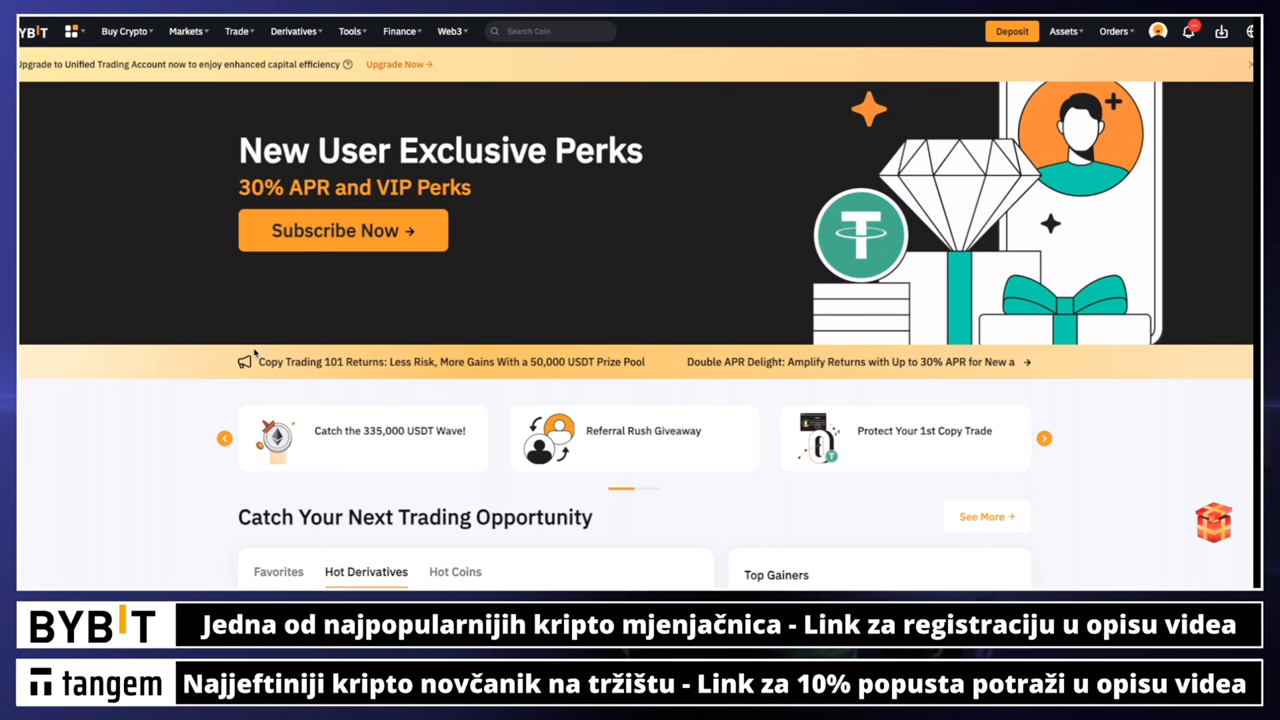 YBIT
Buy Crypto
Markets
Trade
Derivatives
Tools
Finance
Web3
Search Coin
Deposit
Assets
Orders
pgrade to Unified Trading Account now to enjoy enhanced capital efficiency
Upgrade Now →
New User Exclusive Perks
30% APR and VIP Perks
Subscribe Now →
Copy Trading 101 Returns: Less Risk, More Gains With a 50,000 USDT Prize Pool
Double APR Delight: Amplify Returns with Up to 30% APR for New a →
Catch the 335,000 USDT Wave!
Referral Rush Giveaway
Protect Your 1st Copy Trade
Catch Your Next Trading Opportunity
See More →
Favorites
Hot Derivatives
Hot Coins
Top Gainers
BYBIT
Jedna od najpopularnijih kripto mjenjačnica - Link za registraciju u opisu videa
tangem
Najjeftiniji kripto novčanik na tržištu - Link za 10% popusta potraži u opisu videa